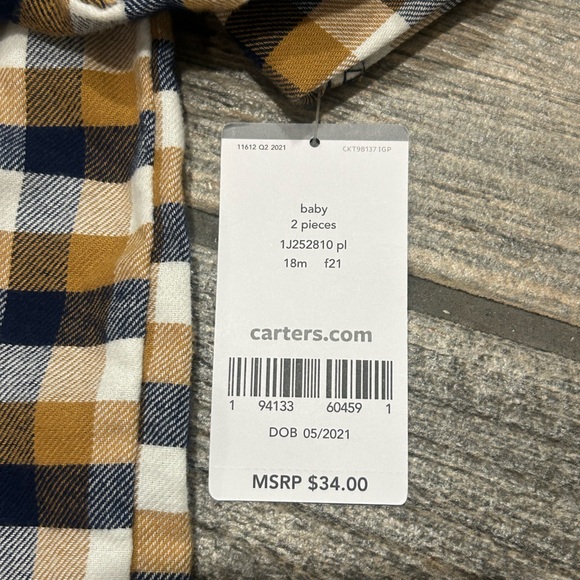 11612 Q2 2021 CKT98137IGP
baby
2 pieces
1J252810 pl
18m f21
carters.com
1 94133 60459 1
DOB 05/2021
MSRP $34.00